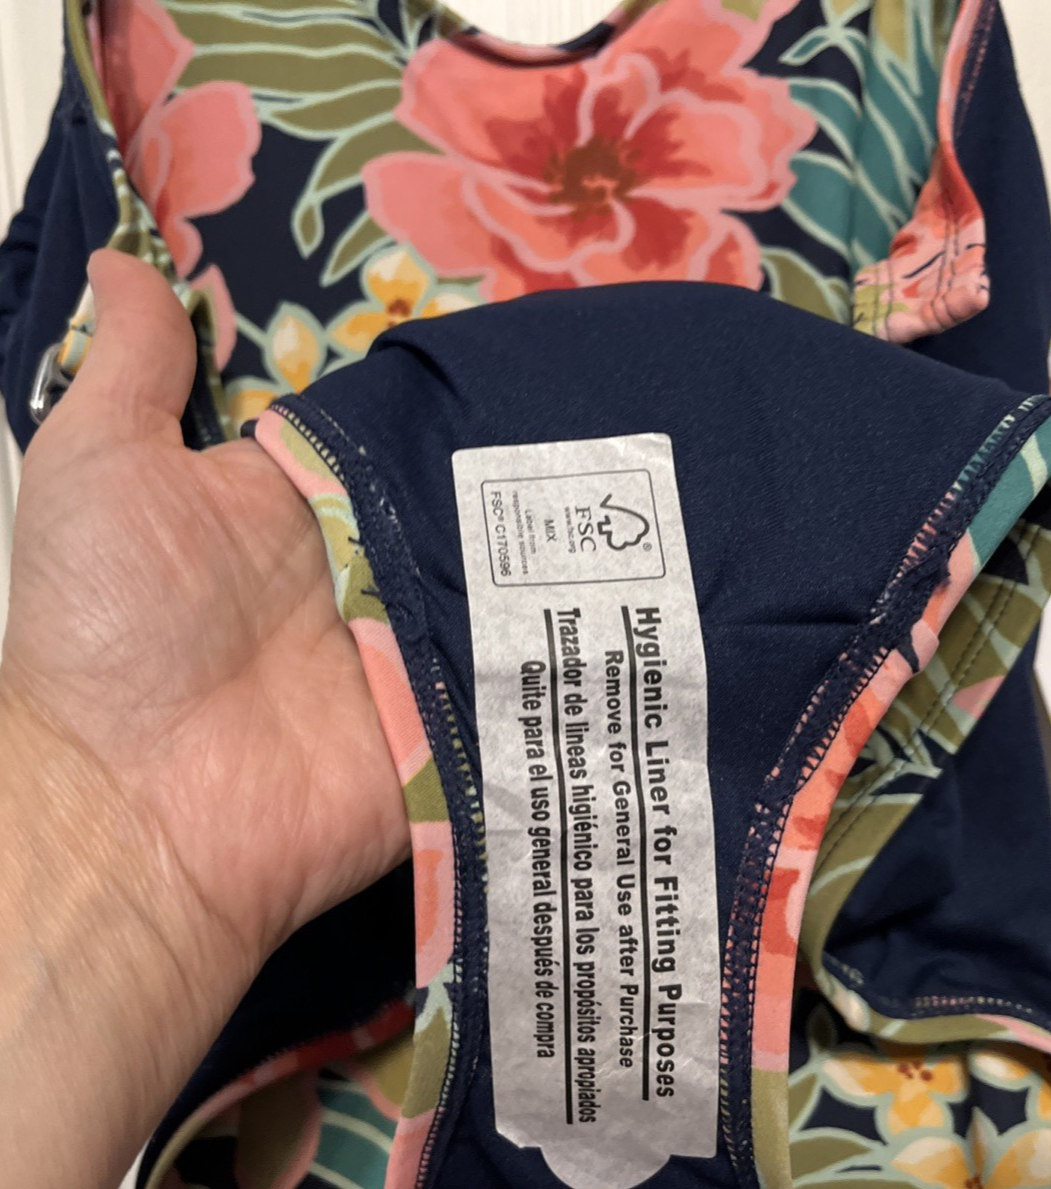 FSC
®
www.fsc.org
MIX
Label from
responsible sources
FSC® C170596
Hygienic Liner for Fitting Purposes
Remove for General Use after Purchase
Trazador de lineas higiénico para los propósitos apropiados
Quite para el uso general después de compra